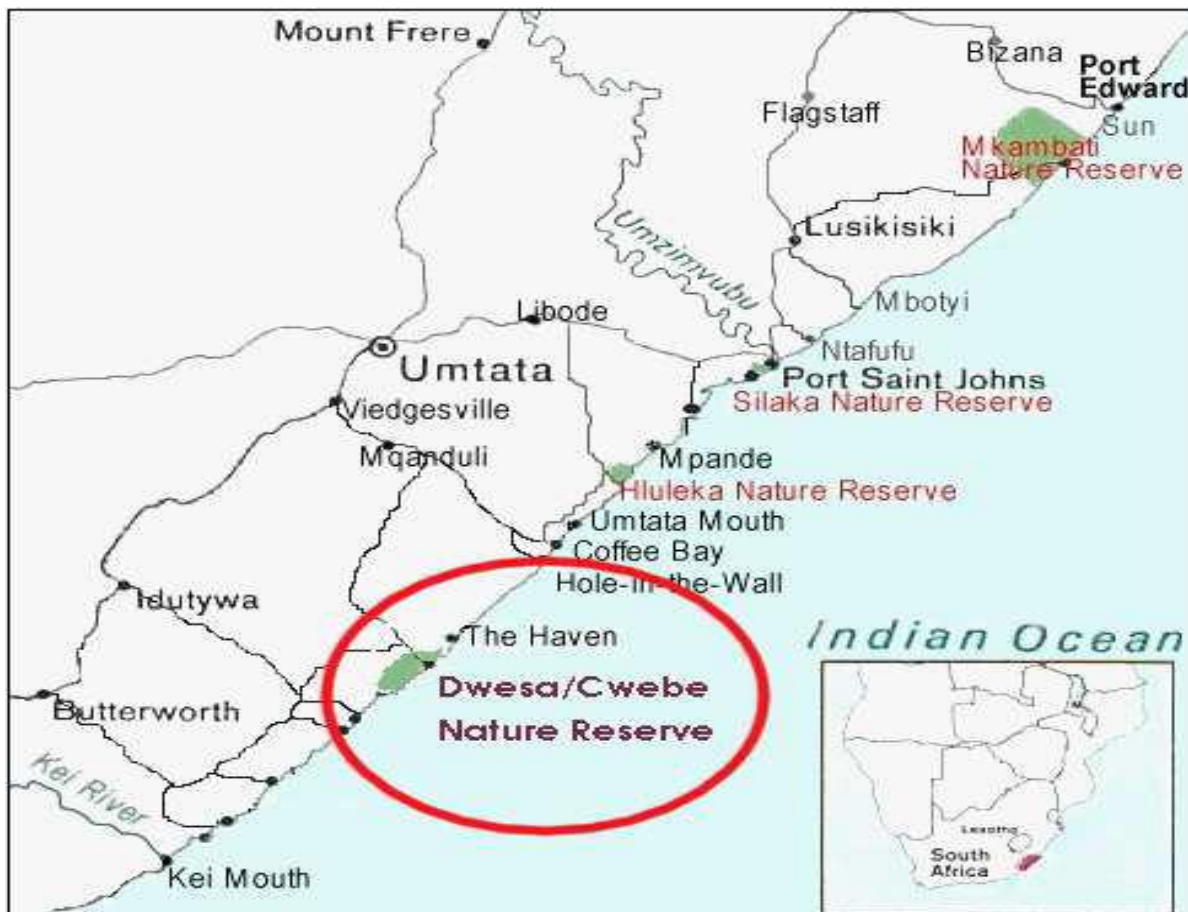 Mount Frere
Bizana
Port
Edward
Flagstaff
Sun
Mkambati
Nature Reserve
Umzimvubu
Lusikisiki
Mbotyi
Libode
Ntafufu
Umtata
Port Saint Johns
Silaka Nature Reserve
Viedgesville
Mqanduli
Mpande
Hluleka Nature Reserve
Umtata Mouth
Coffee Bay
Hole-in-the-Wall
Idutywa
The Haven
Indian Ocean
Dwesa/Cwebe
Nature Reserve
Butterworth
Kei River
Kei Mouth
Lesotho
South
Africa